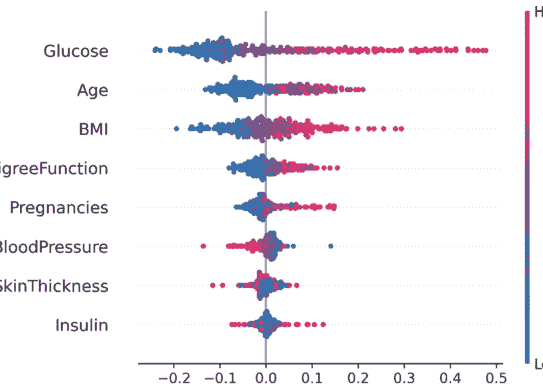 H
Glucose
Age
BMI
igreeFunction
Pregnancies
BloodPressure
SkinThickness
Insulin
−0.2 −0.1 0.0 0.1 0.2 0.3 0.4 0.5